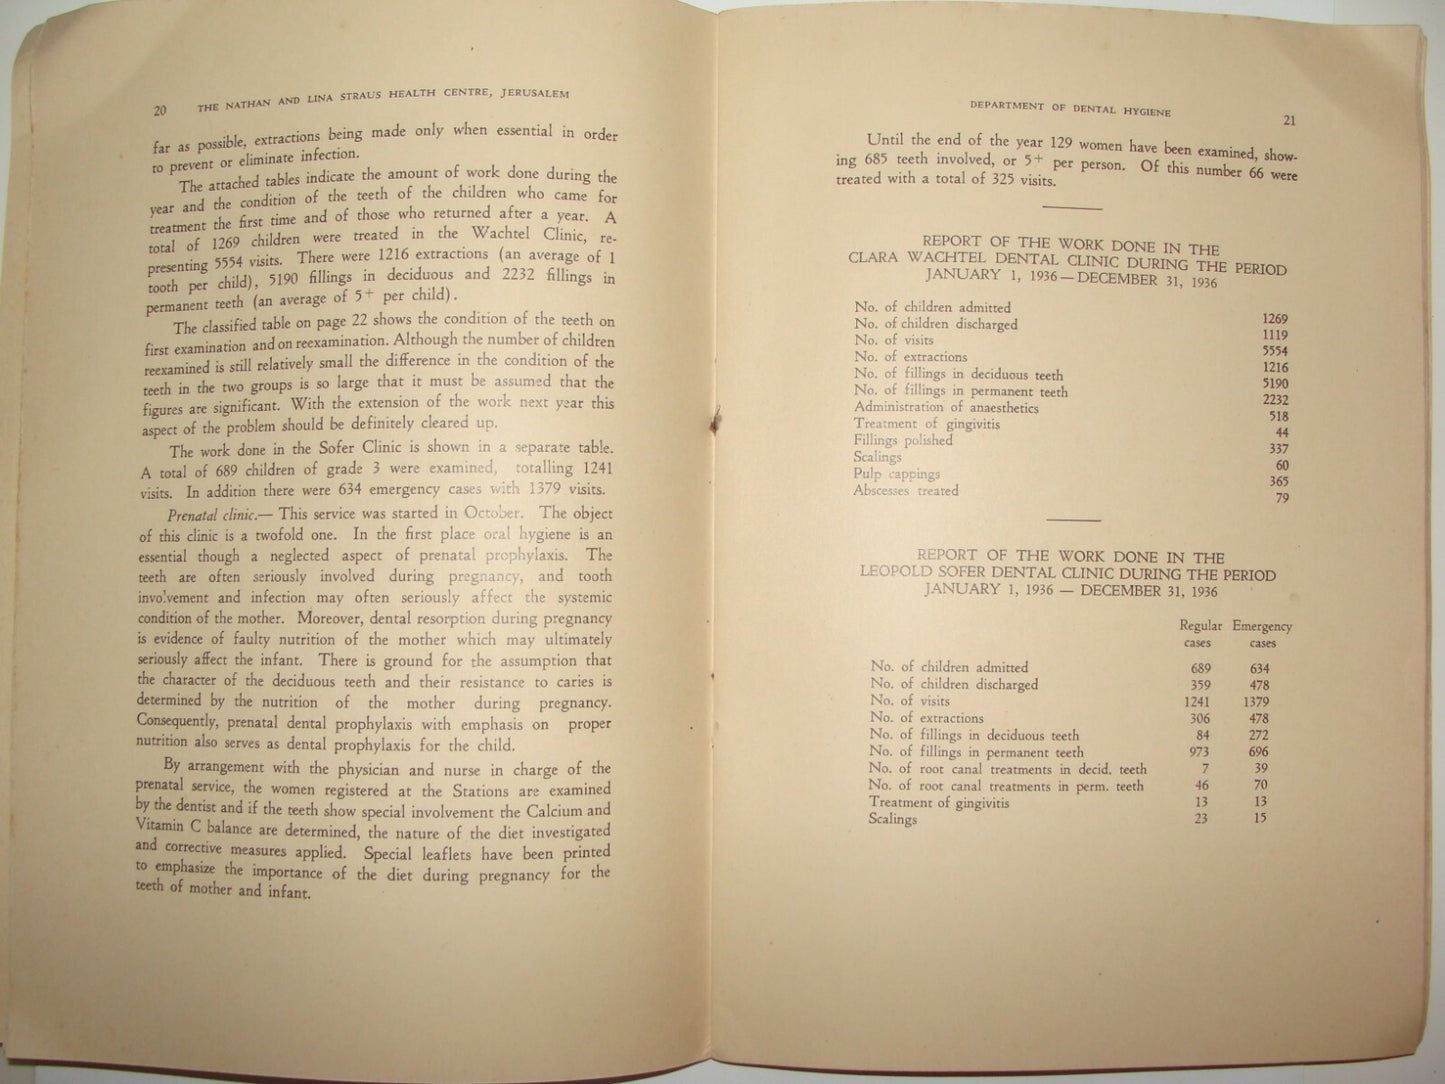 20 THE NATHAN AND LINA STRAUS HEALTH CENTRE, JERUSALEM
far as possible, extractions being made only when essential in order
to prevent or eliminate infection.
The attached tables indicate the amount of work done during the
year and the condition of the teeth of the children who came for
treatment the first time and of those who returned after a year. A
total of 1269 children were treated in the Wachtel Clinic, re-
presenting 5554 visits. There were 1216 extractions (an average of 1
tooth per child), 5190 fillings in deciduous and 2232 fillings in
permanent teeth (an average of 5+ per child).
The classified table on page 22 shows the condition of the teeth on
first examination and on reexamination. Although the number of children
reexamined is still relatively small the difference in the condition of the
teeth in the two groups is so large that it must be assumed that the
figures are significant. With the extension of the work next year this
aspect of the problem should be definitely cleared up.
The work done in the Sofer Clinic is shown in a separate table.
A total of 689 children of grade 3 were examined, totalling 1241
visits. In addition there were 634 emergency cases with 1379 visits.
Prenatal clinic.— This service was started in October. The object
of this clinic is a twofold one. In the first place oral hygiene is an
essential though a neglected aspect of prenatal prophylaxis. The
teeth are often seriously involved during pregnancy, and tooth
involvement and infection may often seriously affect the systemic
condition of the mother. Moreover, dental resorption during pregnancy
is evidence of faulty nutrition of the mother which may ultimately
seriously affect the infant. There is ground for the assumption that
the character of the deciduous teeth and their resistance to caries is
determined by the nutrition of the mother during pregnancy.
Consequently, prenatal dental prophylaxis with emphasis on proper
nutrition also serves as dental prophylaxis for the child.
By arrangement with the physician and nurse in charge of the
prenatal service, the women registered at the Stations are examined
by the dentist and if the teeth show special involvement the Calcium and
Vitamin C balance are determined, the nature of the diet investigated
and corrective measures applied. Special leaflets have been printed
to emphasize the importance of the diet during pregnancy for the
teeth of mother and infant.
DEPARTMENT OF DENTAL HYGIENE 21
Until the end of the year 129 women have been examined, show-
ing 685 teeth involved, or 5+ per person. Of this number 66 were
treated with a total of 325 visits.
REPORT OF THE WORK DONE IN THE
CLARA WACHTEL DENTAL CLINIC DURING THE PERIOD
JANUARY 1, 1936—DECEMBER 31, 1936
No. of children admitted 1269
No. of children discharged 1119
No. of visits 5554
No. of extractions 1216
No. of fillings in deciduous teeth 5190
No. of fillings in permanent teeth 2232
Administration of anaesthetics 518
Treatment of gingivitis 44
Fillings polished 337
Scalings 60
Pulp cappings 365
Abscesses treated 79
REPORT OF THE WORK DONE IN THE
LEOPOLD SOFER DENTAL CLINIC DURING THE PERIOD
JANUARY 1, 1936 — DECEMBER 31, 1936
Regular Emergency
cases cases
No. of children admitted 689 634
No. of children discharged 359 478
No. of visits 1241 1379
No. of extractions 306 478
No. of fillings in deciduous teeth 84 272
No. of fillings in permanent teeth 973 696
No. of root canal treatments in decid. teeth 7 39
No. of root canal treatments in perm. teeth 46 70
Treatment of gingivitis 13 13
Scalings 23 15